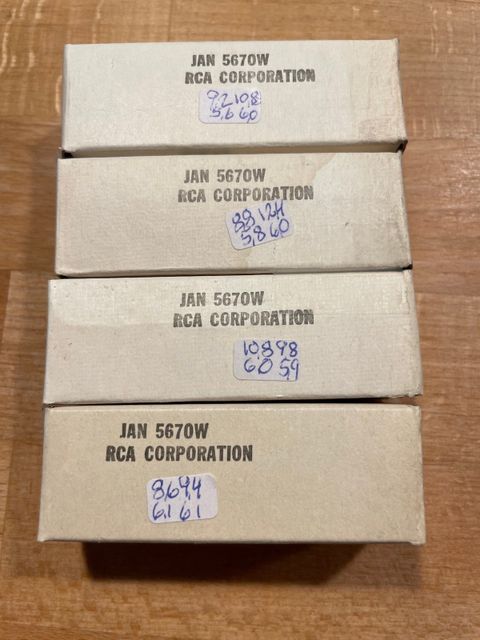 JAN 5670W
RCA CORPORATION
9,2 10,8
5,6 6,0
JAN 5670W
RCA CORPORATION
8,8 12,4
5,8 6,0
JAN 5670W
RCA CORPORATION
10,8 9,8
6,0 5,9
JAN 5670W
RCA CORPORATION
8,6 9,4
6,1 6,1